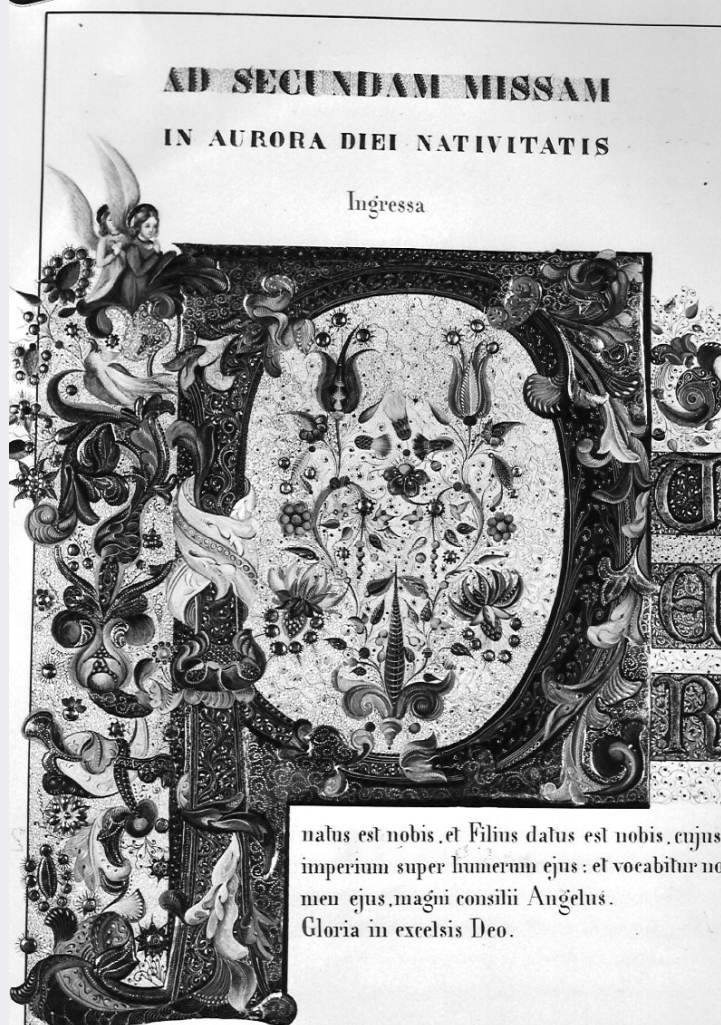 AD SECUNDAM MISSAM
IN AURORA DIEI NATIVITATIS
Ingressa
P
U
E
R
natus est nobis, et Filius datus est nobis, cujus
imperium super humerum ejus: et vocabitur no
men ejus, magni consilii Angelus.
Gloria in excelsis Deo.